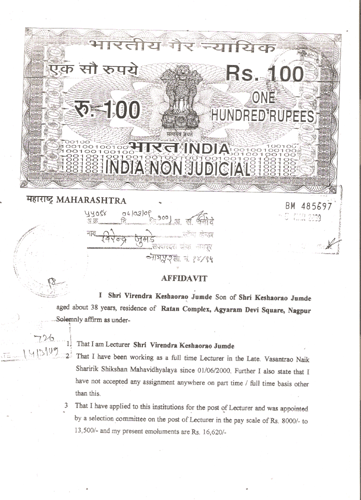 भारतीय गैर न्यायिक
एक सौ रुपये
Rs. 100
रु. 100
ONE
HUNDRED RUPEES
भारत INDIA
INDIA NON JUDICIAL
महाराष्ट्र MAHARASHTRA
BM 485697
AFFIDAVIT
I Shri Virendra Keshaorao Jumde Son of Shri Keshaorao Jumde
aged about 38 years, residence of Ratan Complex, Agyaram Devi Square, Nagpur
Solemnly affirm as under-
1. That I am Lecturer Shri Virendra Keshaorao Jumde
2 That I have been working as a full time Lecturer in the Late. Vasantrao Naik
Sharirik Shikshan Mahavidhyalaya since 01/06/2000. Further I also state that I
have not accepted any assignment anywhere on part time / full time basis other
than this.
3 That I have applied to this institutions for the post of Lecturer and was appointed
by a selection committee on the post of Lecturer in the pay scale of Rs. 8000/- to
13,500/- and my present emoluments are Rs. 16,620/-